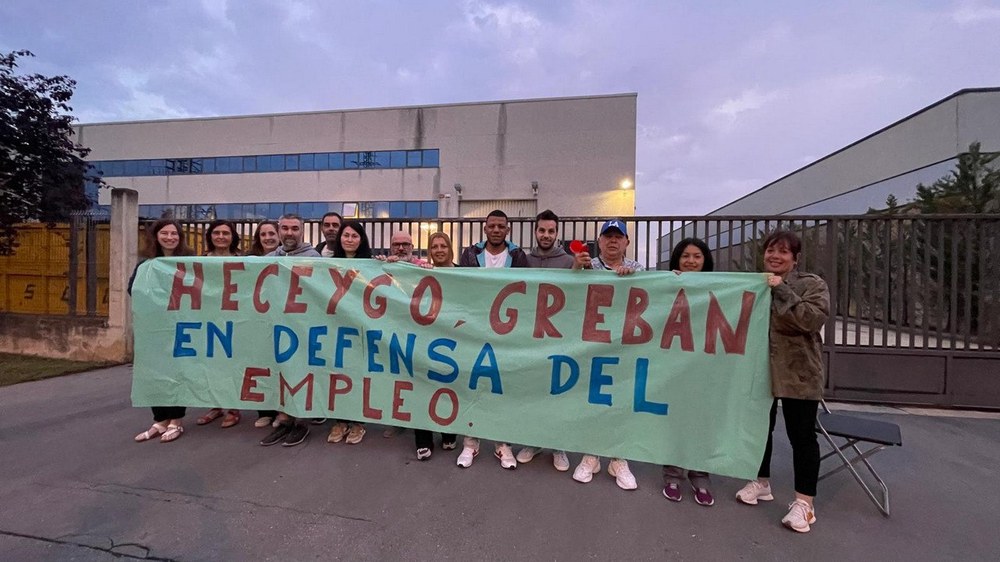 HECEYGO, GREBAN
EN DEFENSA DEL
EMPLEO.